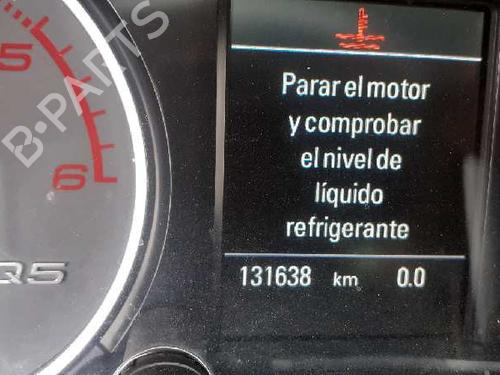 Parar el motor
y comprobar
el nivel de
líquido
refrigerante
131638 km 0.0
5
6
Q5
B-PARTS